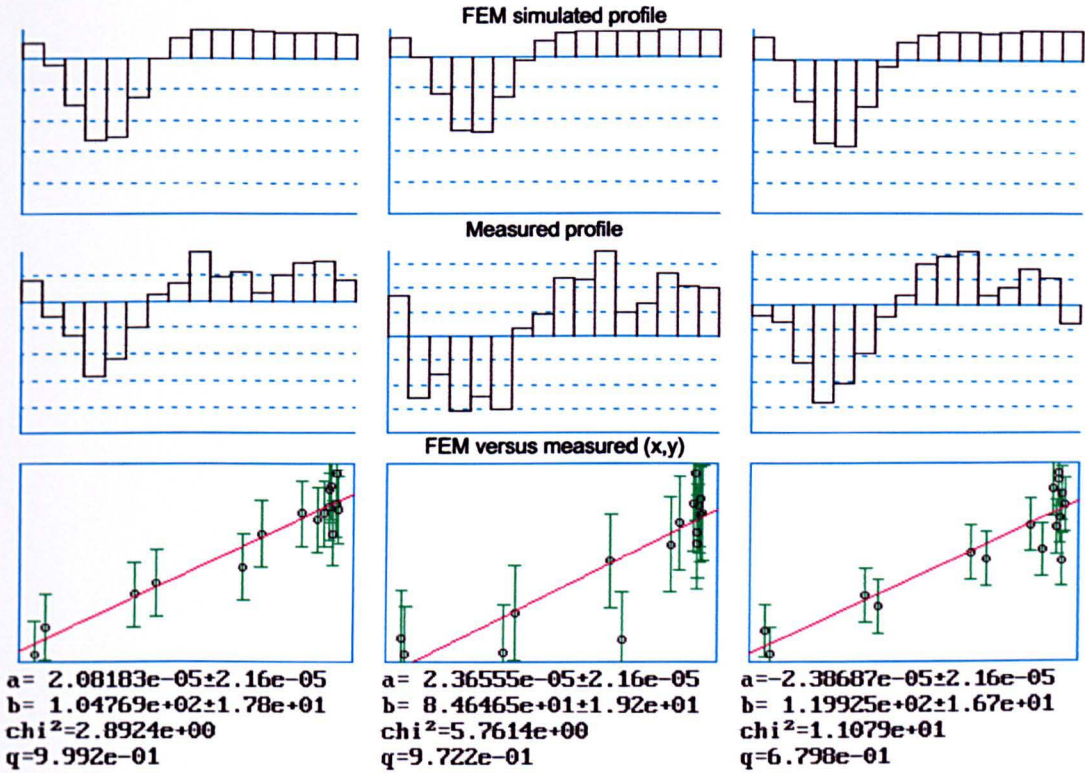 FEM simulated profile
Measured profile
FEM versus measured (x,y)
a= 2.08183e-05±2.16e-05
b= 1.04769e+02±1.78e+01
chi²=2.8924e+00
q=9.992e-01
a= 2.36555e-05±2.16e-05
b= 8.46465e+01±1.92e+01
chi²=5.7614e+00
q=9.722e-01
a=-2.38687e-05±2.16e-05
b= 1.19925e+02±1.67e+01
chi²=1.1079e+01
q=6.798e-01